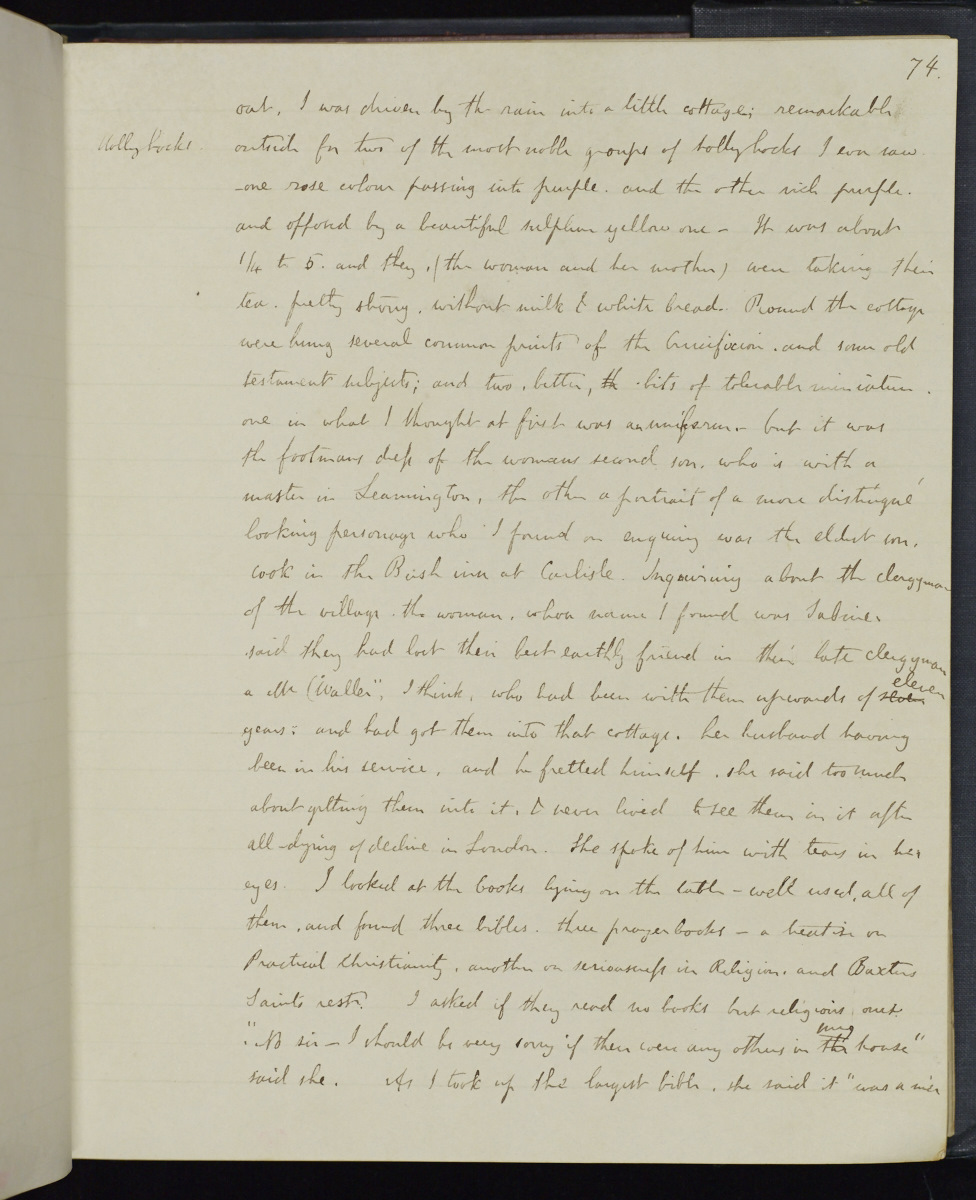 74.
out, I was driven by the rain into a little cottage; remarkable
Hollyhocks.
outside for two of the most noble groups of hollyhocks I ever saw.
-one rose colour passing into purple. and the other rich purple.
and offord by a beautiful sulphur yellow one - It was about
1/4 to 5. and they, (the woman and her mother) were taking their
tea. pretty strong, without milk & white bread. Round the cottage
were hung several common prints of the Crucifixion. and some old
testament subjects; and two, better, the bits of tolerable miniature.
one in what I thought at first was an uniform - but it was
the footmans dress of the womans second son, who is with a
master in Leamington, the other a portrait of a more distingué
looking personage who I found on enquiring was the eldest son,
cook in the Bush inn at Carlisle. Inquiring about the clergyman
of the village. the woman, whose name I found was Sabine.
said they had lost their best earthly friend in their late clergyman
a Mr ("Waller", I think, who had been with them upwards of eleven
years: and had got them into that cottage. her husband having
been in his service, and he fretted himself, she said too much
about getting them into it, & never lived to see them in it after
all - dying of decline in London. She spoke of him with tears in her
eyes. I looked at the books lying on the table - well used, all of
them, and found three bibles. three prayerbooks - a treatise on
Practical Christianity, another on seriousness in Religion. and Baxters
Saints rest. I asked if they read no books but religious ones.
"No sir - I should be very sorry if there were any others in the my house"
said she. As I took up the largest bible, she said it "was a nice